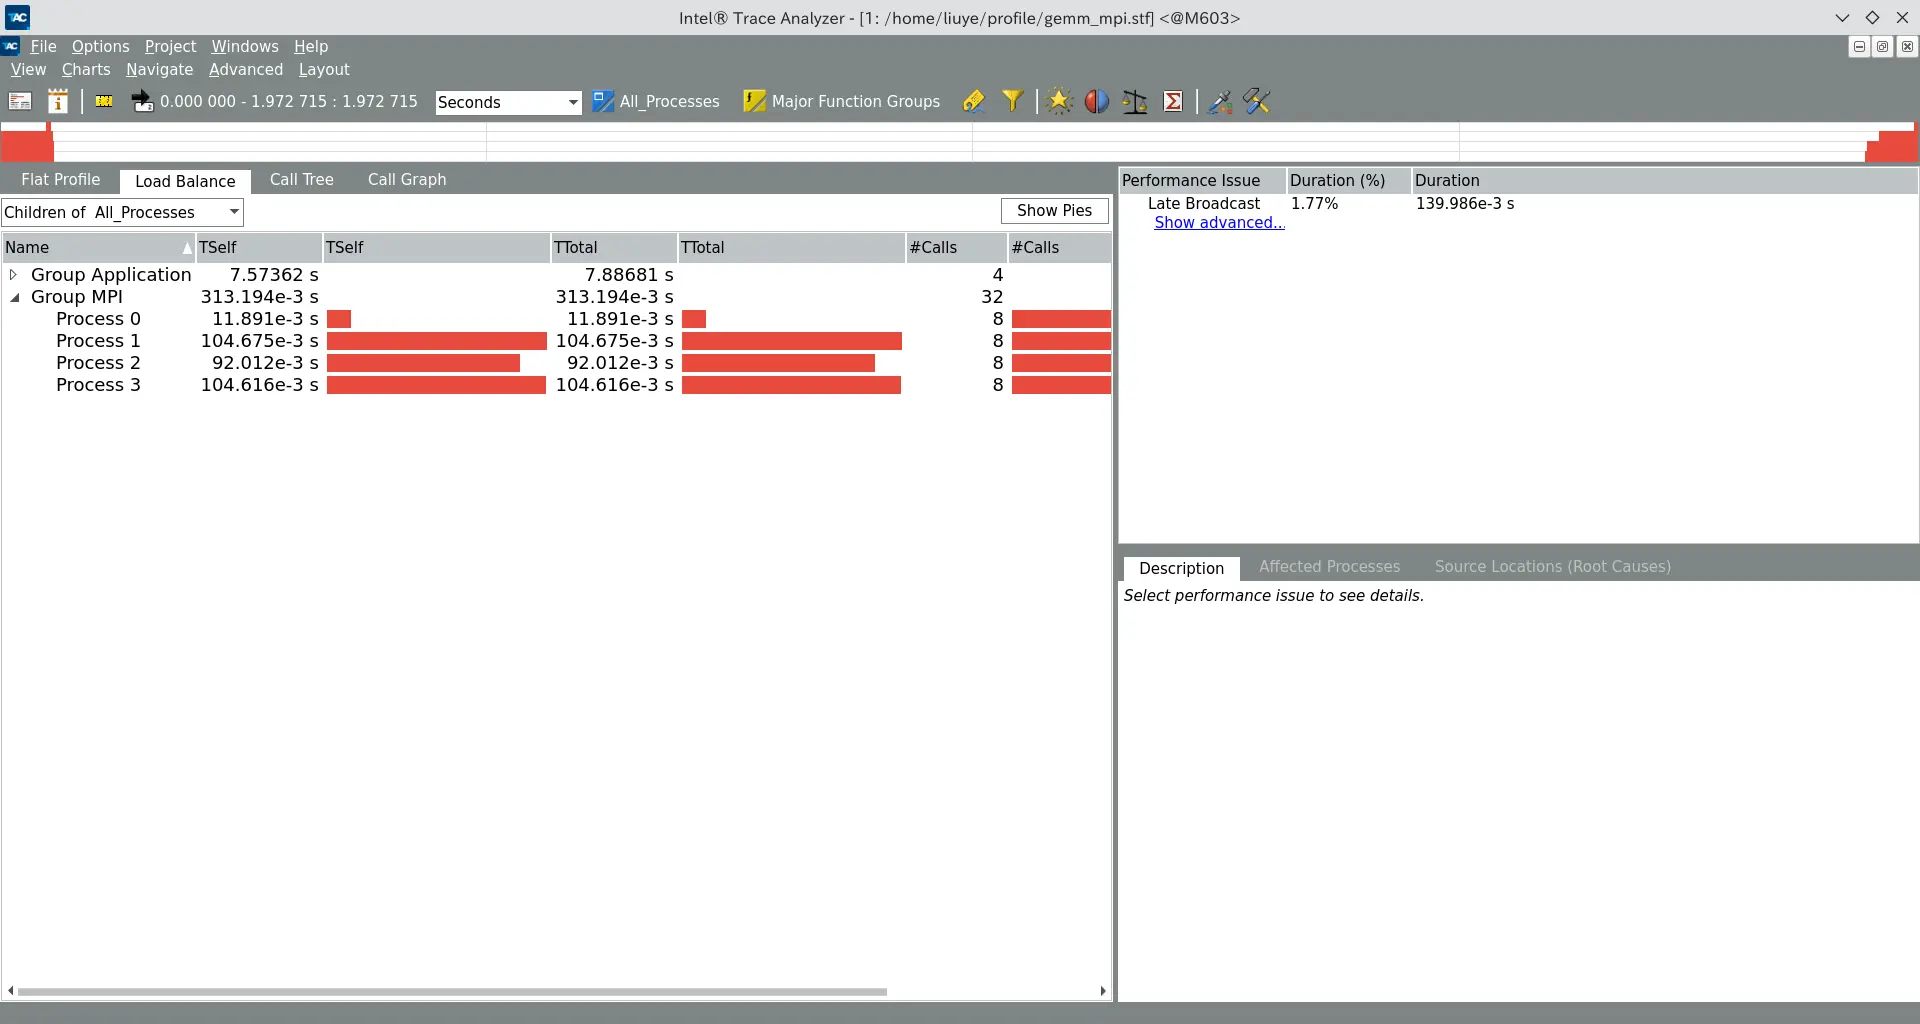 TAC
Intel® Trace Analyzer - [1: /home/liuye/profile/gemm_mpi.stf] <@M603>
AC File Options Project Windows Help
View Charts Navigate Advanced Layout
0.000 000 - 1.972 715 : 1.972 715 Seconds All_Processes Major Function Groups
Flat Profile Load Balance Call Tree Call Graph
Children of All_Processes Show Pies
Name TSelf TSelf TTotal TTotal #Calls #Calls
Group Application 7.57362 s 7.88681 s 4
Group MPI 313.194e-3 s 313.194e-3 s 32
Process 0 11.891e-3 s 11.891e-3 s 8
Process 1 104.675e-3 s 104.675e-3 s 8
Process 2 92.012e-3 s 92.012e-3 s 8
Process 3 104.616e-3 s 104.616e-3 s 8
Performance Issue Duration (%) Duration
Late Broadcast 1.77% 139.986e-3 s
Show advanced...
Description Affected Processes Source Locations (Root Causes)
Select performance issue to see details.